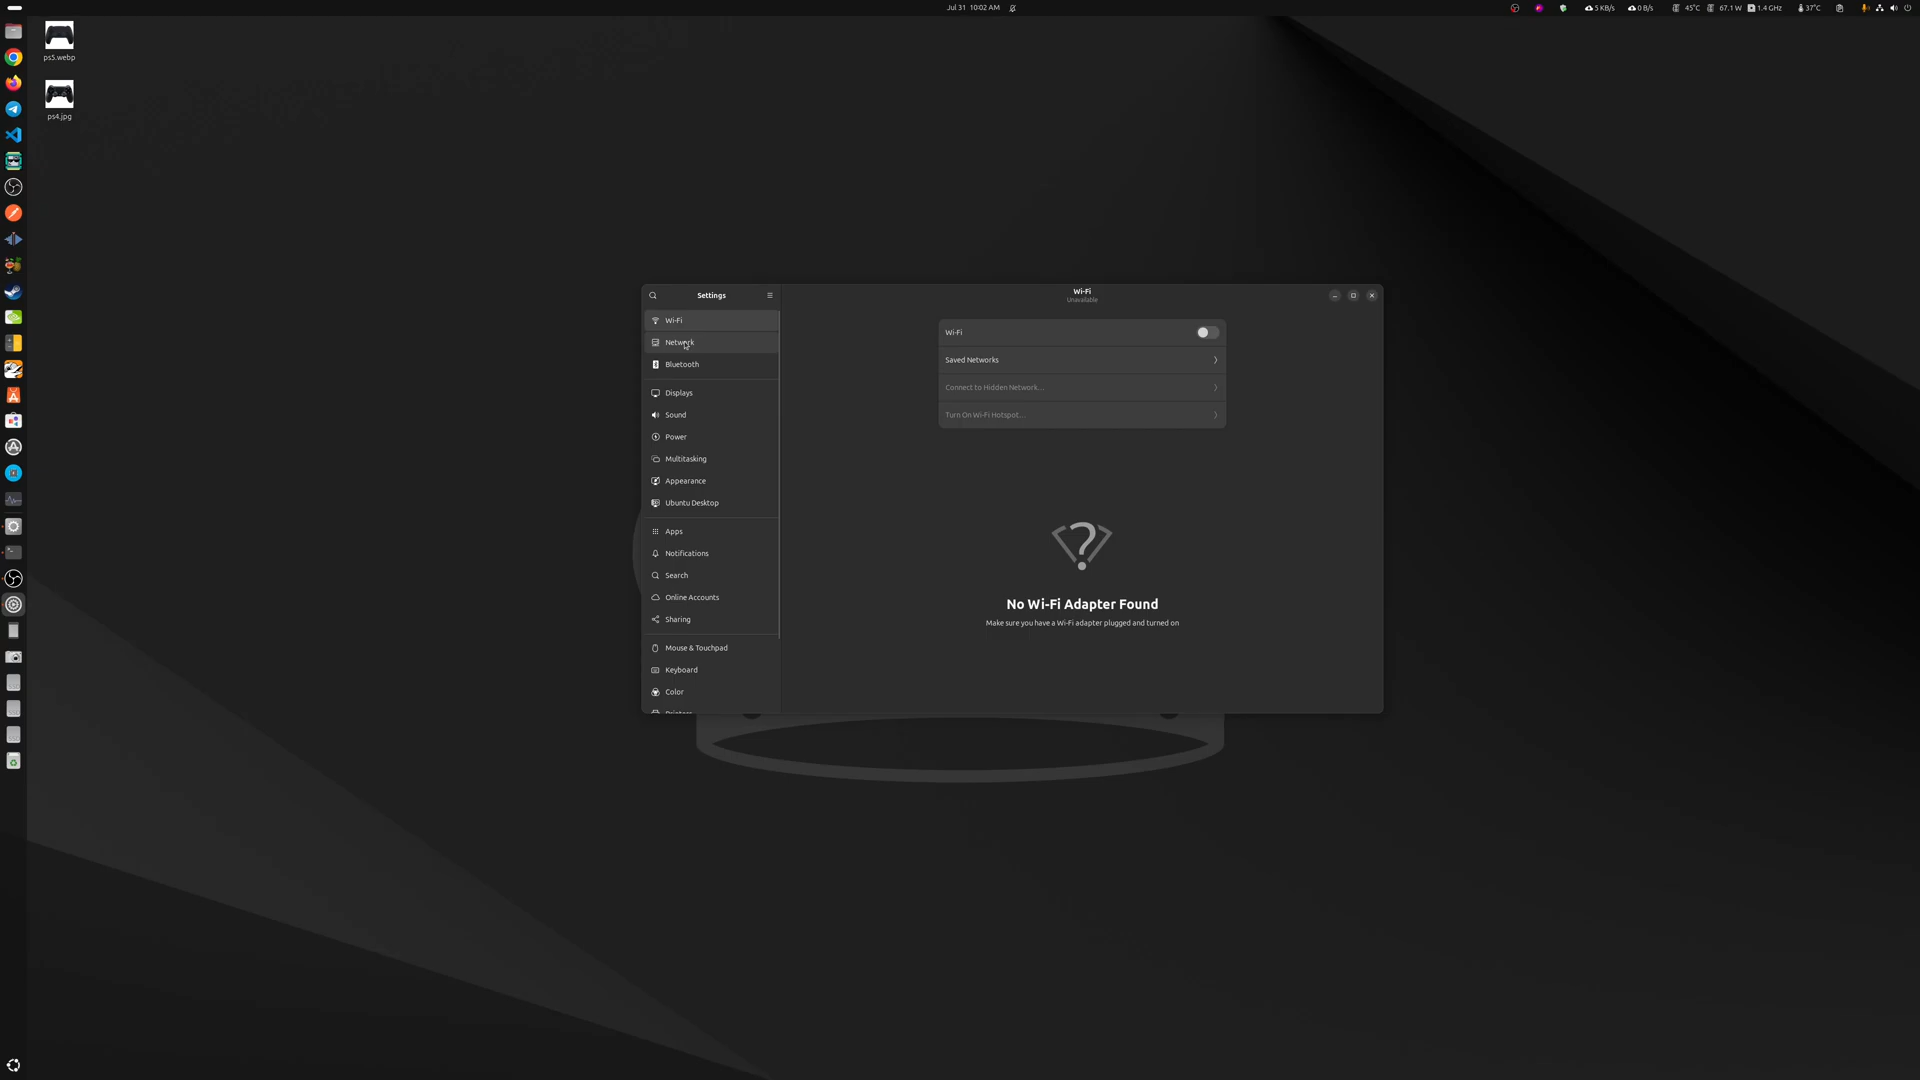 Jul 31 10:02 AM
5 KB/s
0 B/s
45°C
67.1 W
1.4 GHz
37°C
ps5.webp
ps4.jpg
Settings
Wi-Fi
Network
Bluetooth
Displays
Sound
Power
Multitasking
Appearance
Ubuntu Desktop
Apps
Notifications
Search
Online Accounts
Sharing
Mouse & Touchpad
Keyboard
Color
Printers
Wi-Fi
Unavailable
Wi-Fi
Saved Networks
Connect to Hidden Network…
Turn On Wi-Fi Hotspot…
No Wi-Fi Adapter Found
Make sure you have a Wi-Fi adapter plugged and turned on